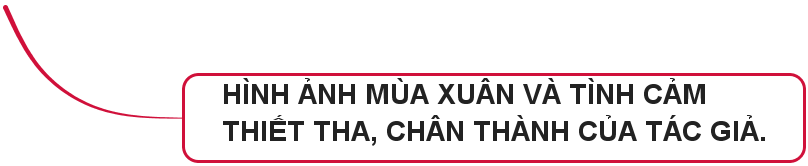 HÌNH ẢNH MÙA XUÂN VÀ TÌNH CẢM
THIẾT THA, CHÂN THÀNH CỦA TÁC GIẢ.